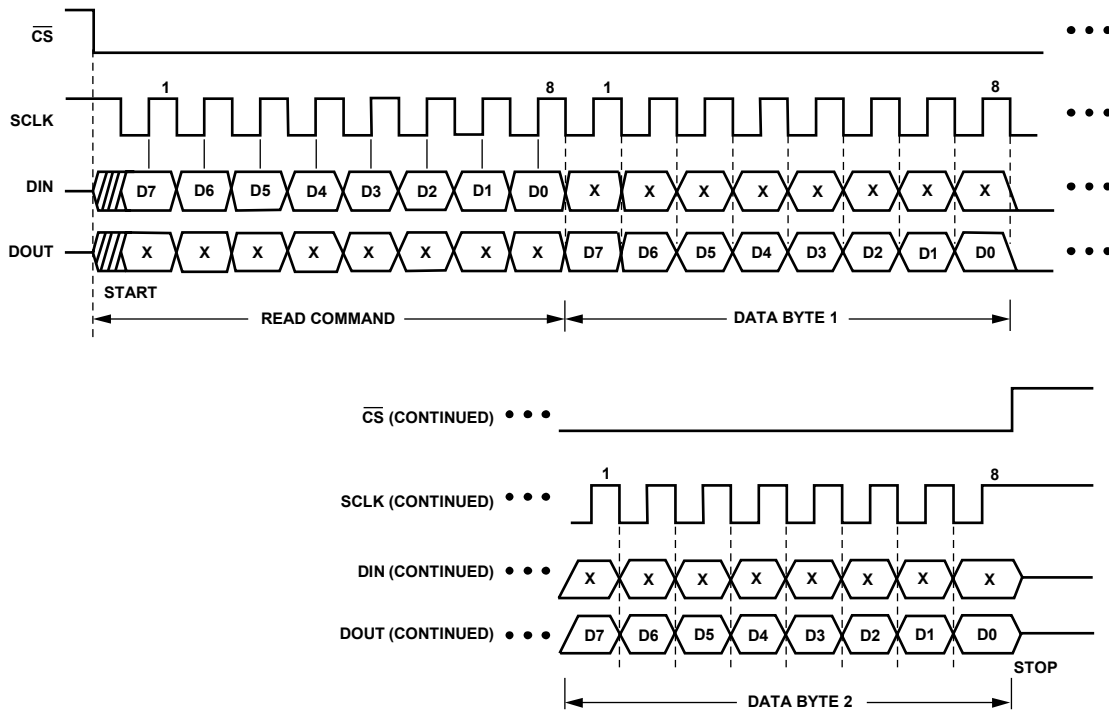 CS
1 8 1 8
SCLK
DIN D7 D6 D5 D4 D3 D2 D1 D0 X X X X X X X X
DOUT X X X X X X X X D7 D6 D5 D4 D3 D2 D1 D0
START
READ COMMAND DATA BYTE 1
CS (CONTINUED)
1 8
SCLK (CONTINUED)
DIN (CONTINUED) X X X X X X X X
DOUT (CONTINUED) D7 D6 D5 D4 D3 D2 D1 D0
STOP
DATA BYTE 2